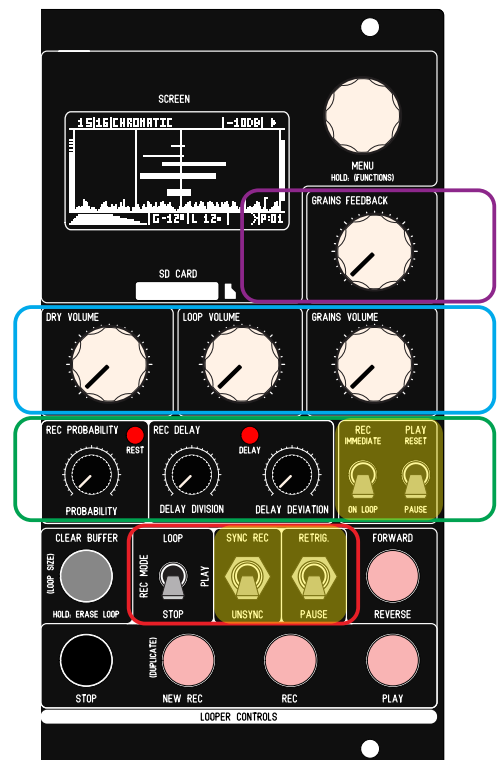 SCREEN
15|16|CHROMATIC |-10DB|
MENU
HOLD: (FUNCTIONS)
GRAINS FEEDBACK
|P:01
SD CARD
DRY VOLUME
LOOP VOLUME
GRAINS VOLUME
REC PROBABILITY
REST
PROBABILITY
REC DELAY
DELAY
DELAY DIVISION
DELAY DEVIATION
REC
IMMEDIATE
PLAY
RESET
ON LOOP
PAUSE
CLEAR BUFFER
(LOOP SIZE)
HOLD: ERASE LOOP
LOOP
REC MODE
PLAY
STOP
SYNC REC
UNSYNC
RETRIG.
PAUSE
FORWARD
REVERSE
STOP
(DUPLICATE)
NEW REC
REC
PLAY
LOOPER CONTROLS